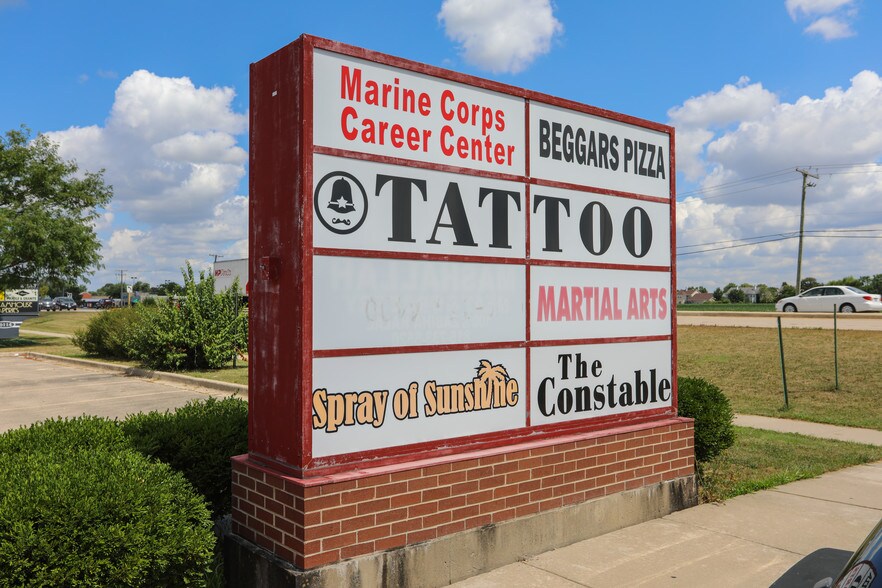 Marine Corps
Career Center
BEGGARS PIZZA
TATTOO
MARTIAL ARTS
Spray of Sunshine
The
Constable